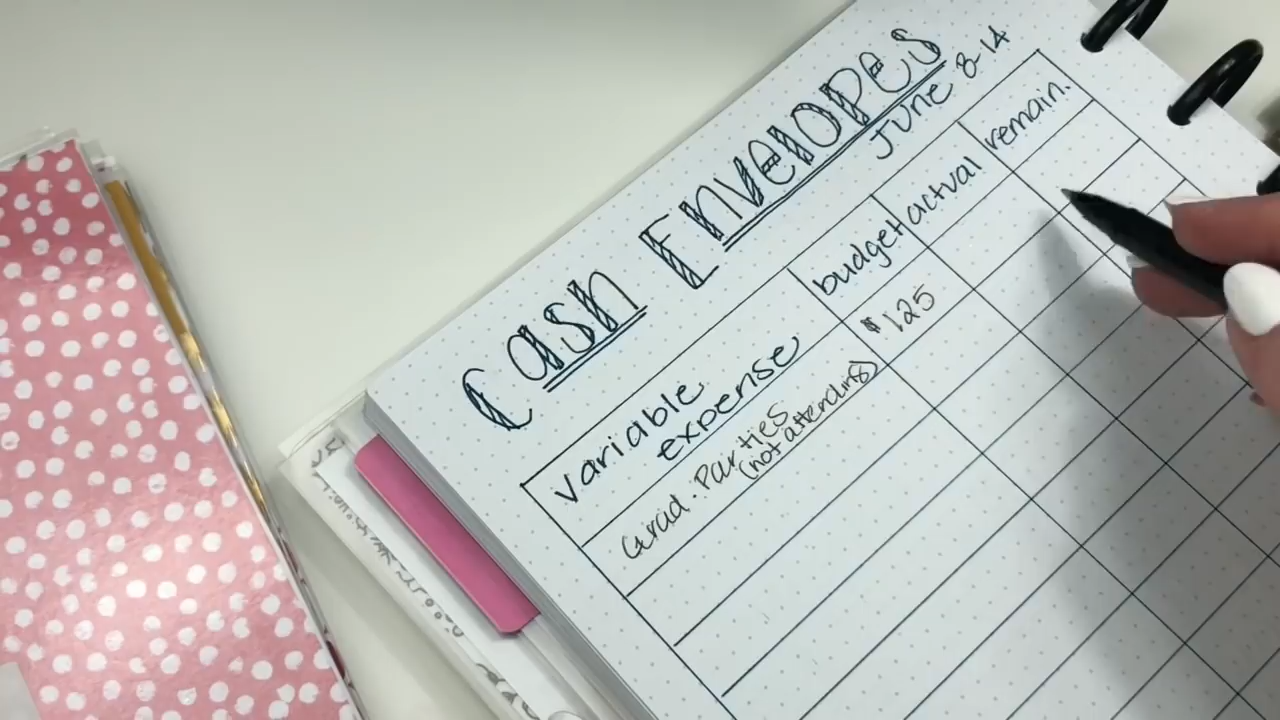 Cash Envelopes
June 8-14
variable expense
budget
actual
remain.
Grad. Parties
(not attending)
$125